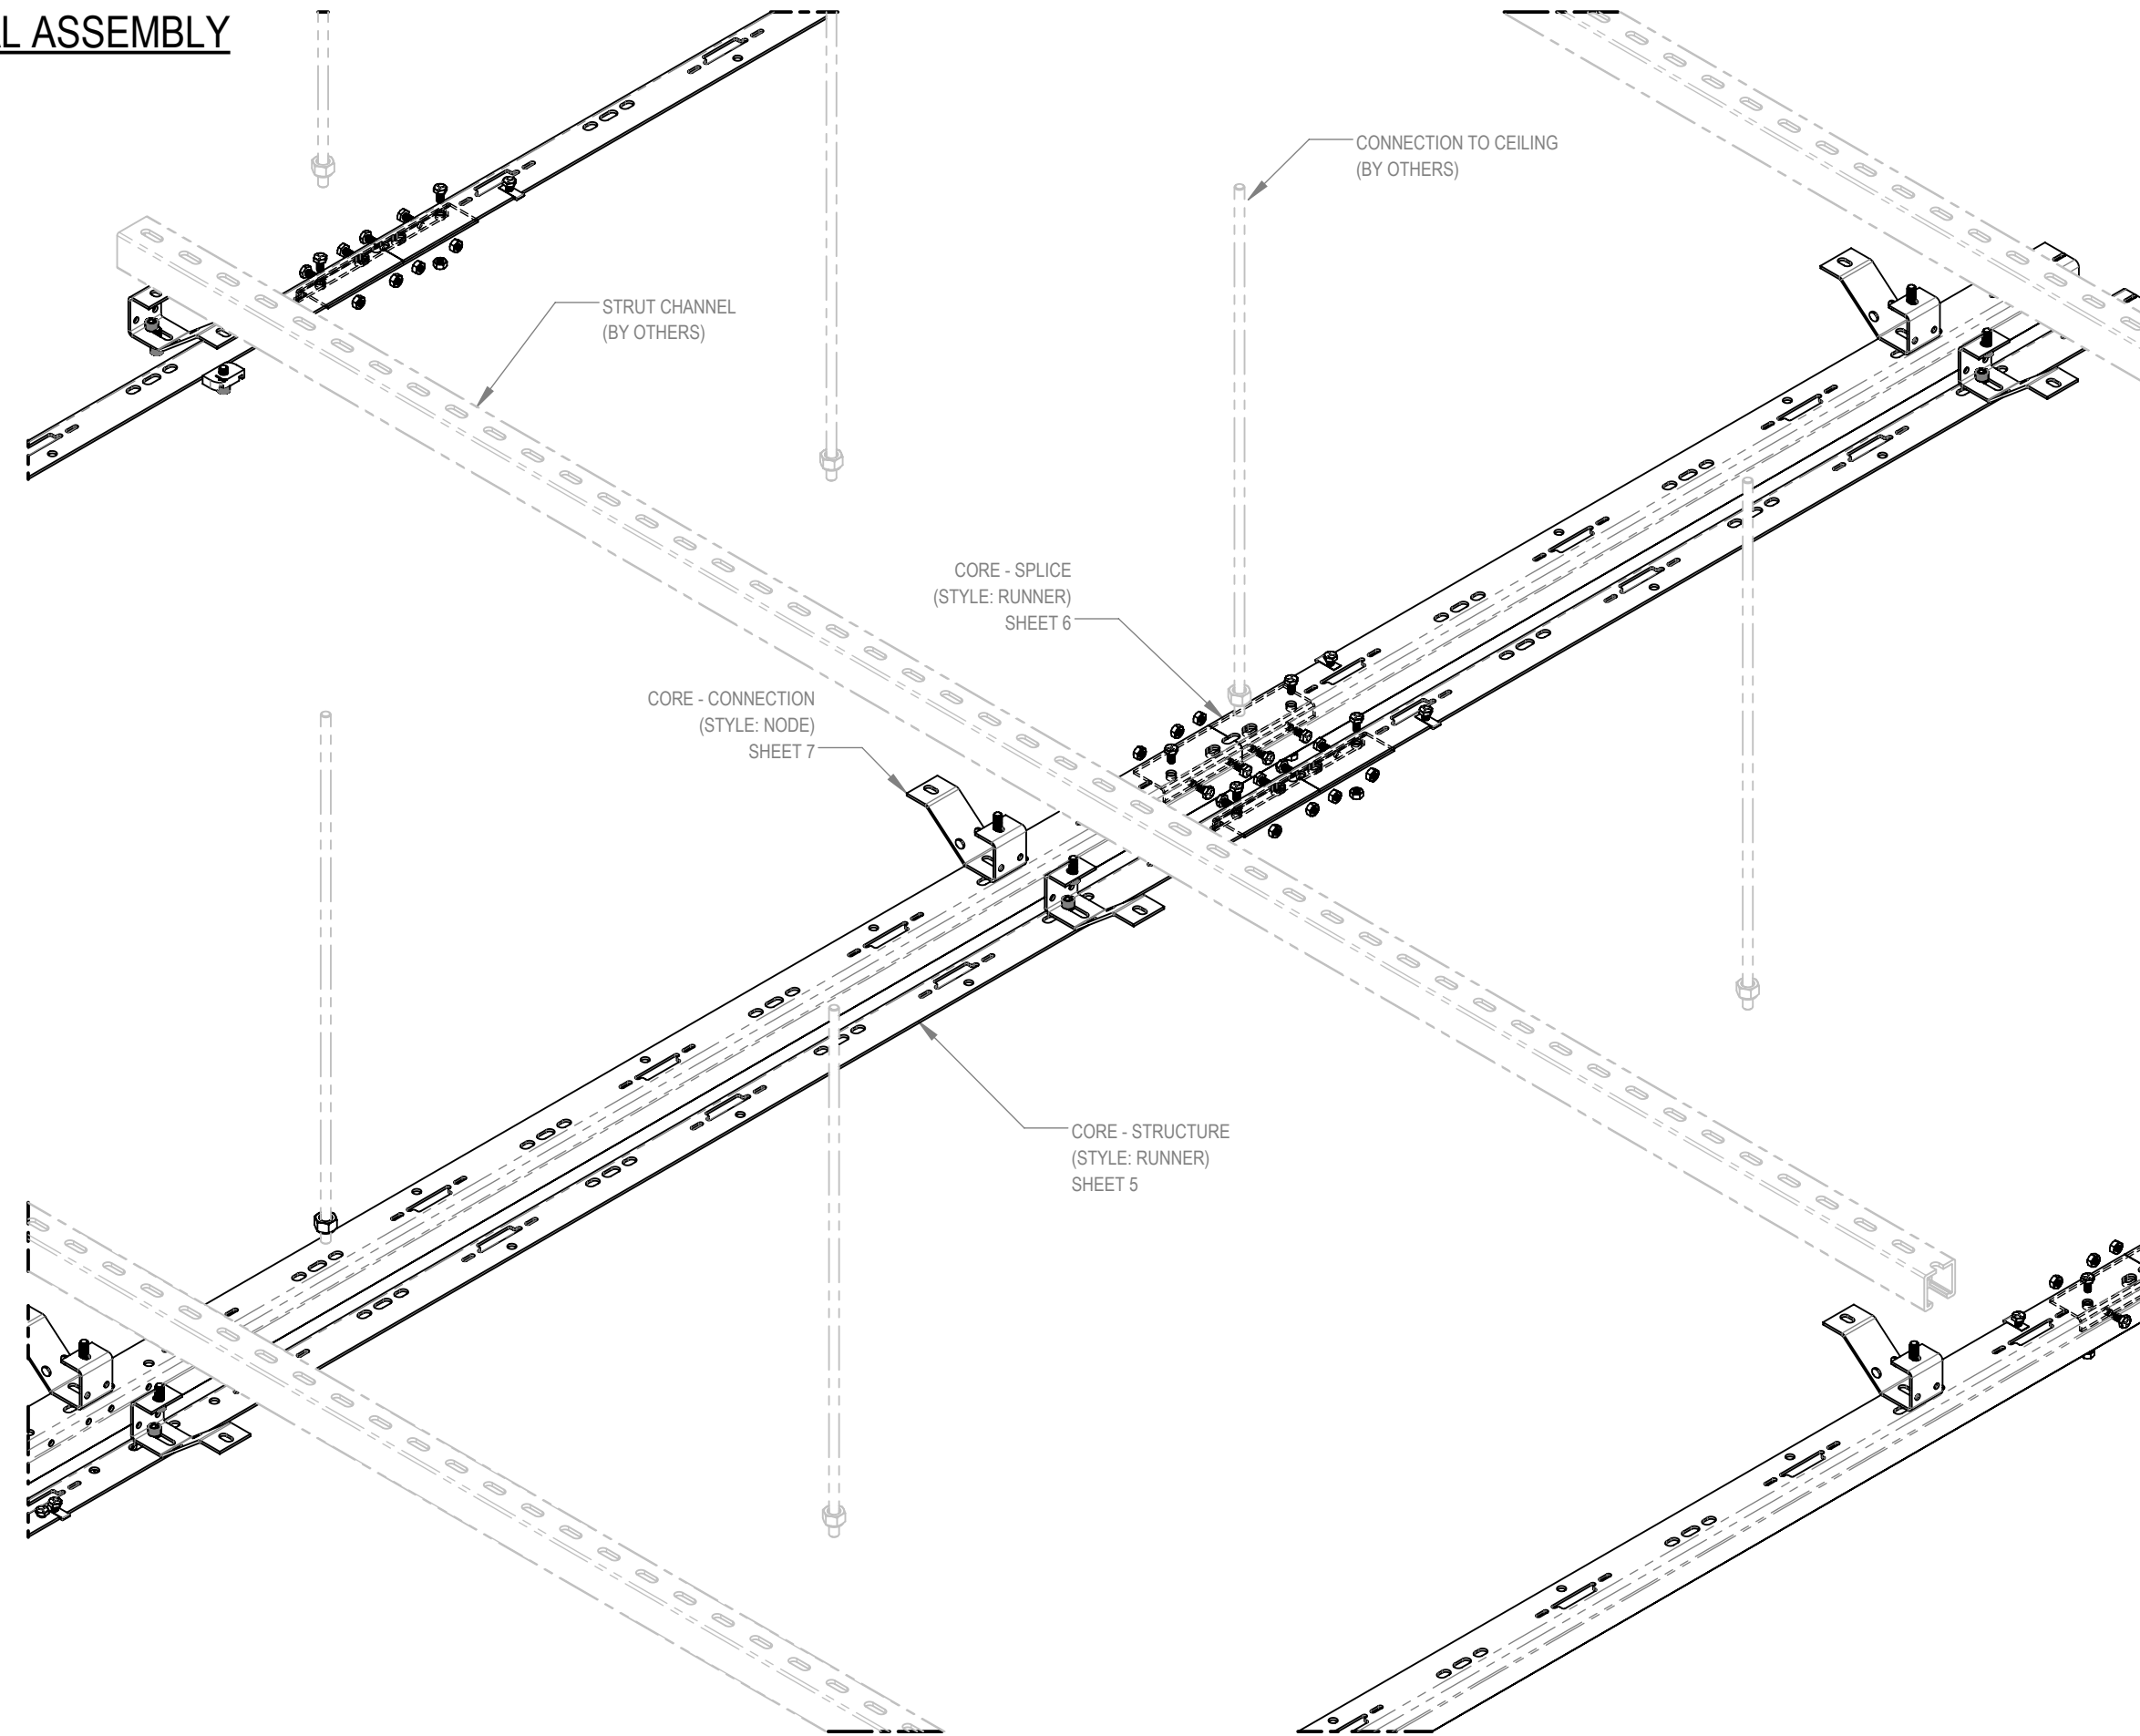 L ASSEMBLY
CONNECTION TO CEILING
(BY OTHERS)
STRUT CHANNEL
(BY OTHERS)
CORE - SPLICE
(STYLE: RUNNER)
SHEET 6
CORE - CONNECTION
(STYLE: NODE)
SHEET 7
CORE - STRUCTURE
(STYLE: RUNNER)
SHEET 5